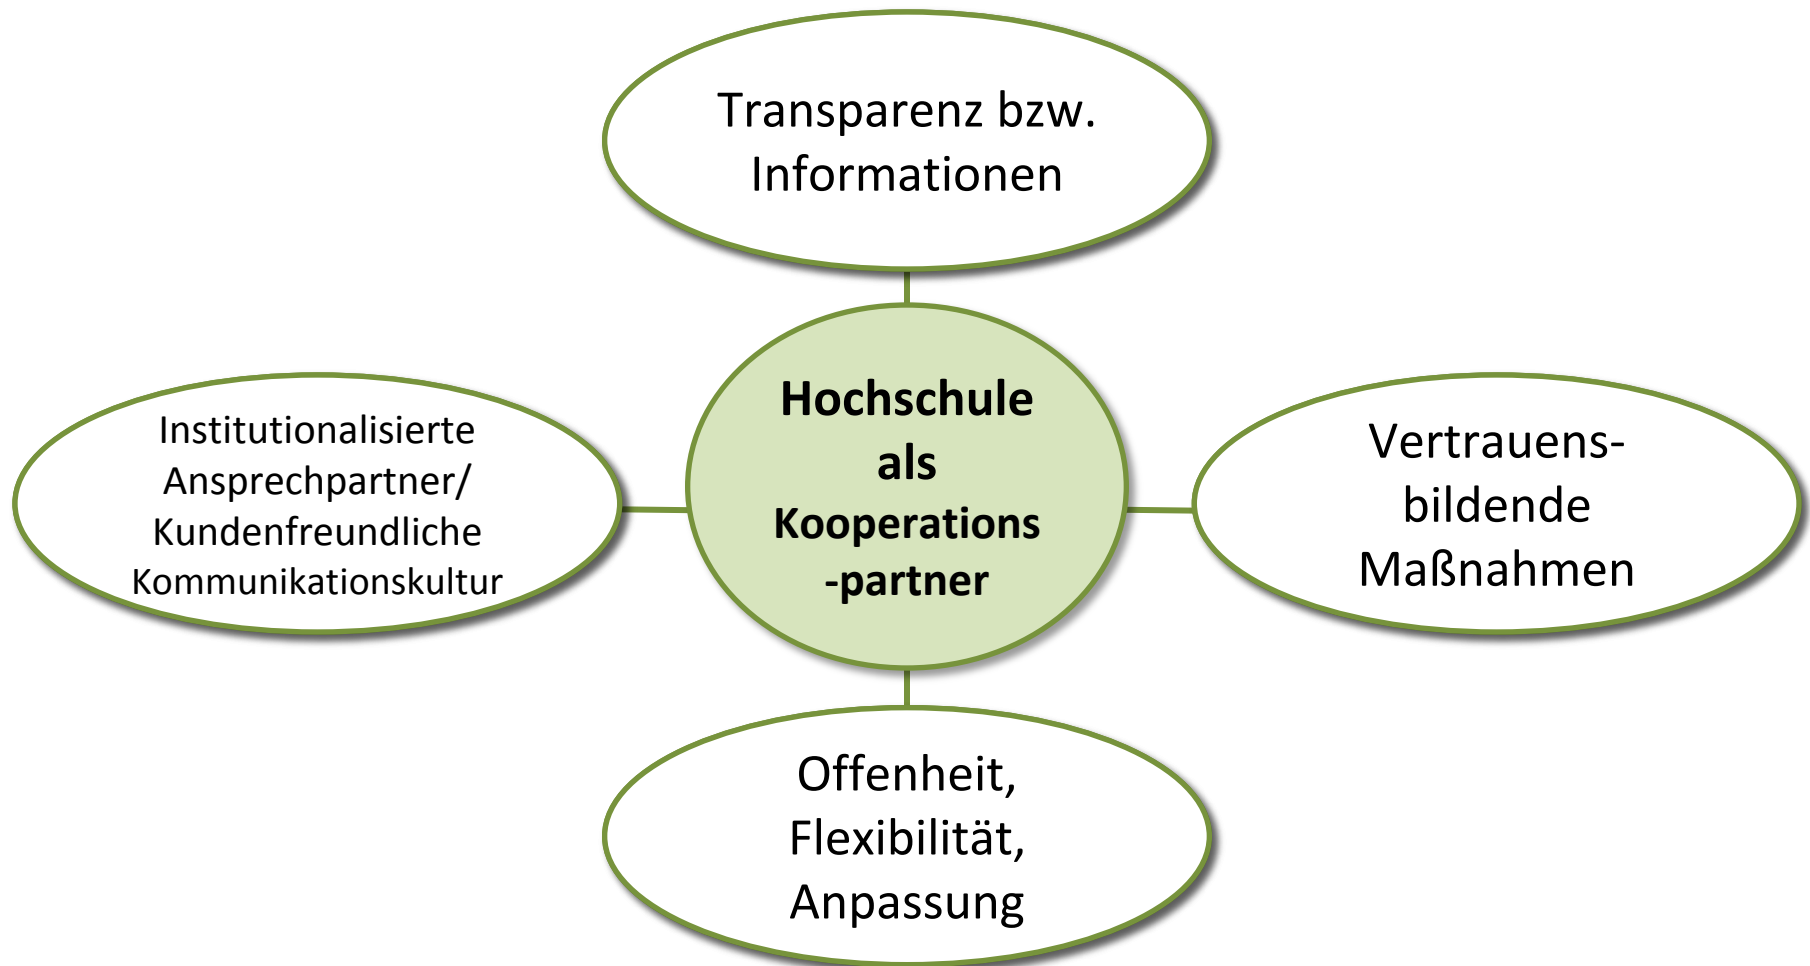 Transparenz bzw.
Informationen
Institutionalisierte
Ansprechpartner/
Kundenfreundliche
Kommunikationskultur
Hochschule
als
Kooperations
-partner
Vertrauens-
bildende
Maßnahmen
Offenheit,
Flexibilität,
Anpassung